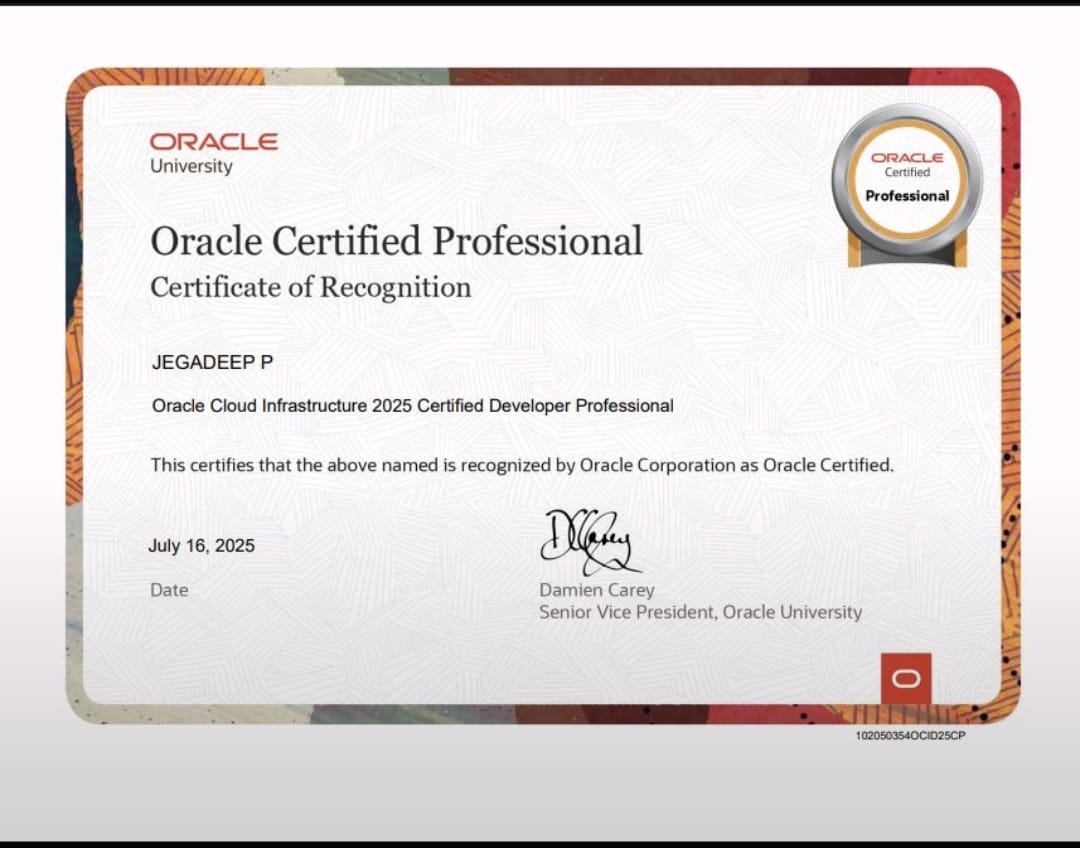 ORACLE
University
ORACLE
Certified
Professional
Oracle Certified Professional
Certificate of Recognition
JEGADEEP P
Oracle Cloud Infrastructure 2025 Certified Developer Professional
This certifies that the above named is recognized by Oracle Corporation as Oracle Certified.
July 16, 2025
Date
DCarey
Damien Carey
Senior Vice President, Oracle University
102050354OCID25CP